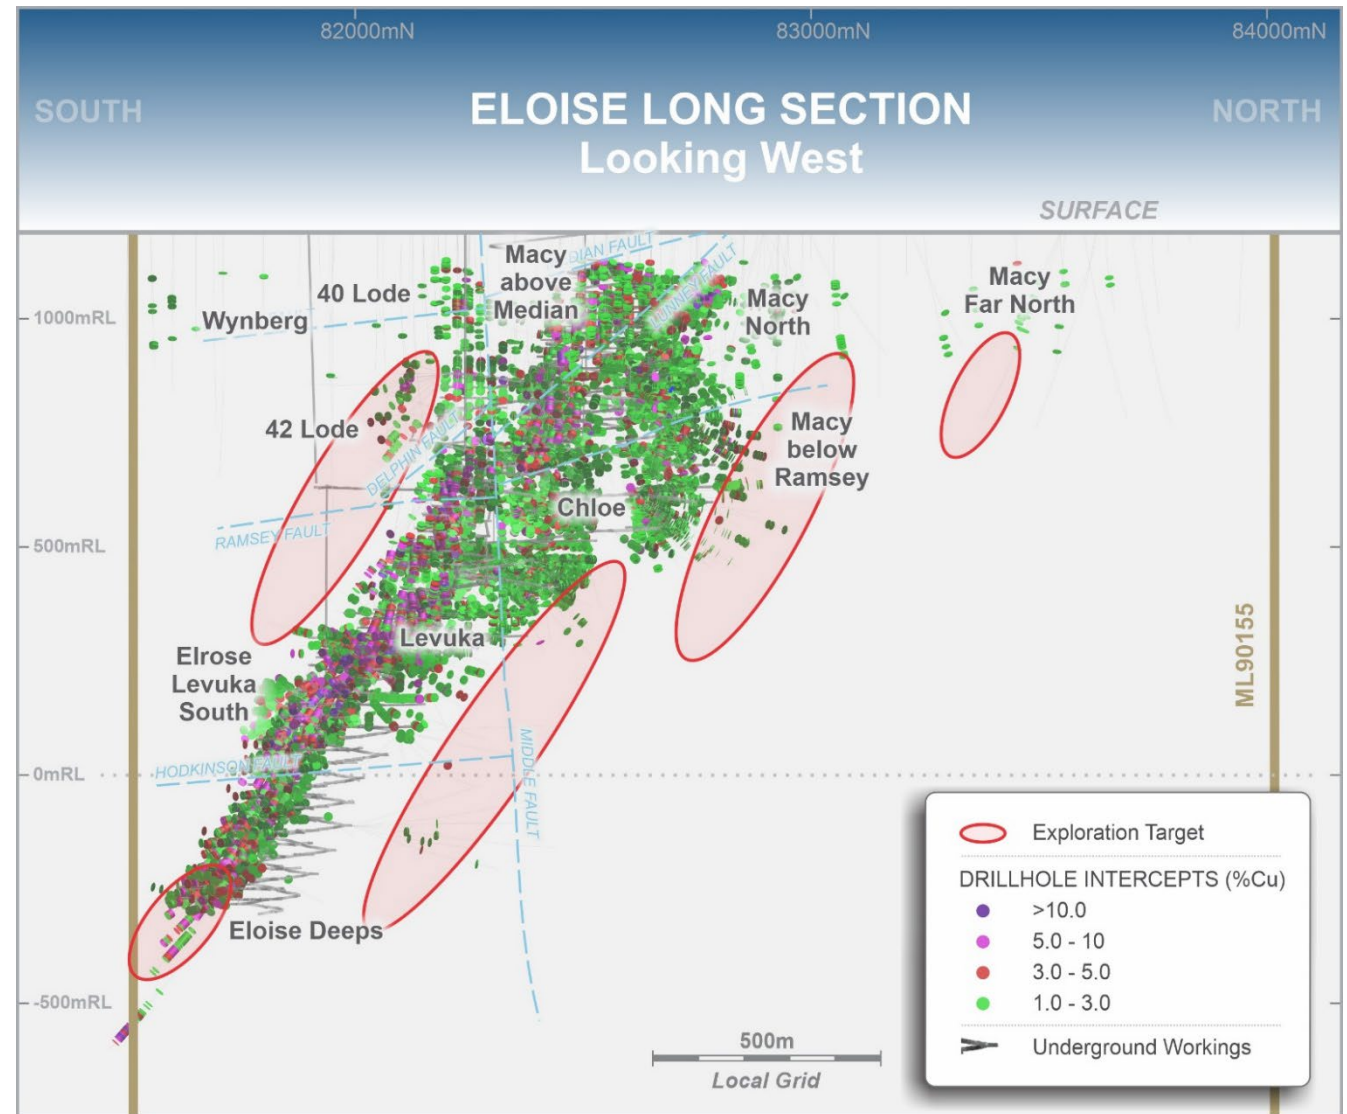 82000mN
83000mN
84000mN
SOUTH
ELOISE LONG SECTION
NORTH
Looking West
SURFACE
Macy
above
Median
DIAN FAULT
Macy
Far North
40 Lode
Macy
North
1000mRL
Wynberg
42 Lode
DELPHIN FAULT
Macy
below
Ramsey
Chloe
RAMSEY FAULT
500mRL
Levuka
Elrose
Levuka
South
ML90155
MIDDLE FAULT
HODKINSON FAULT
0mRL
Exploration Target
DRILLHOLE INTERCEPTS (%Cu)
>10.0
5.0 - 10
3.0 - 5.0
1.0 - 3.0
Underground Workings
Eloise Deeps
-500mRL
500m
Local Grid